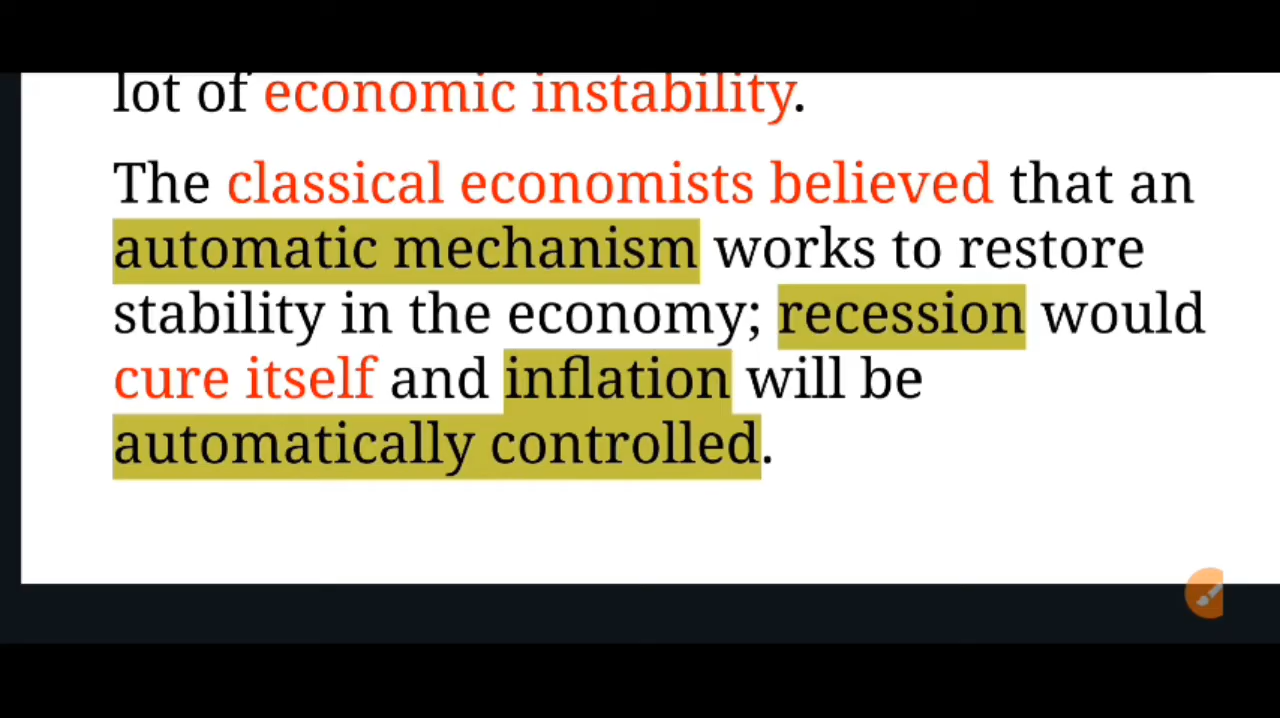 lot of economic instability.
The classical economists believed that an
automatic mechanism works to restore
stability in the economy; recession would
cure itself and inflation will be
automatically controlled.